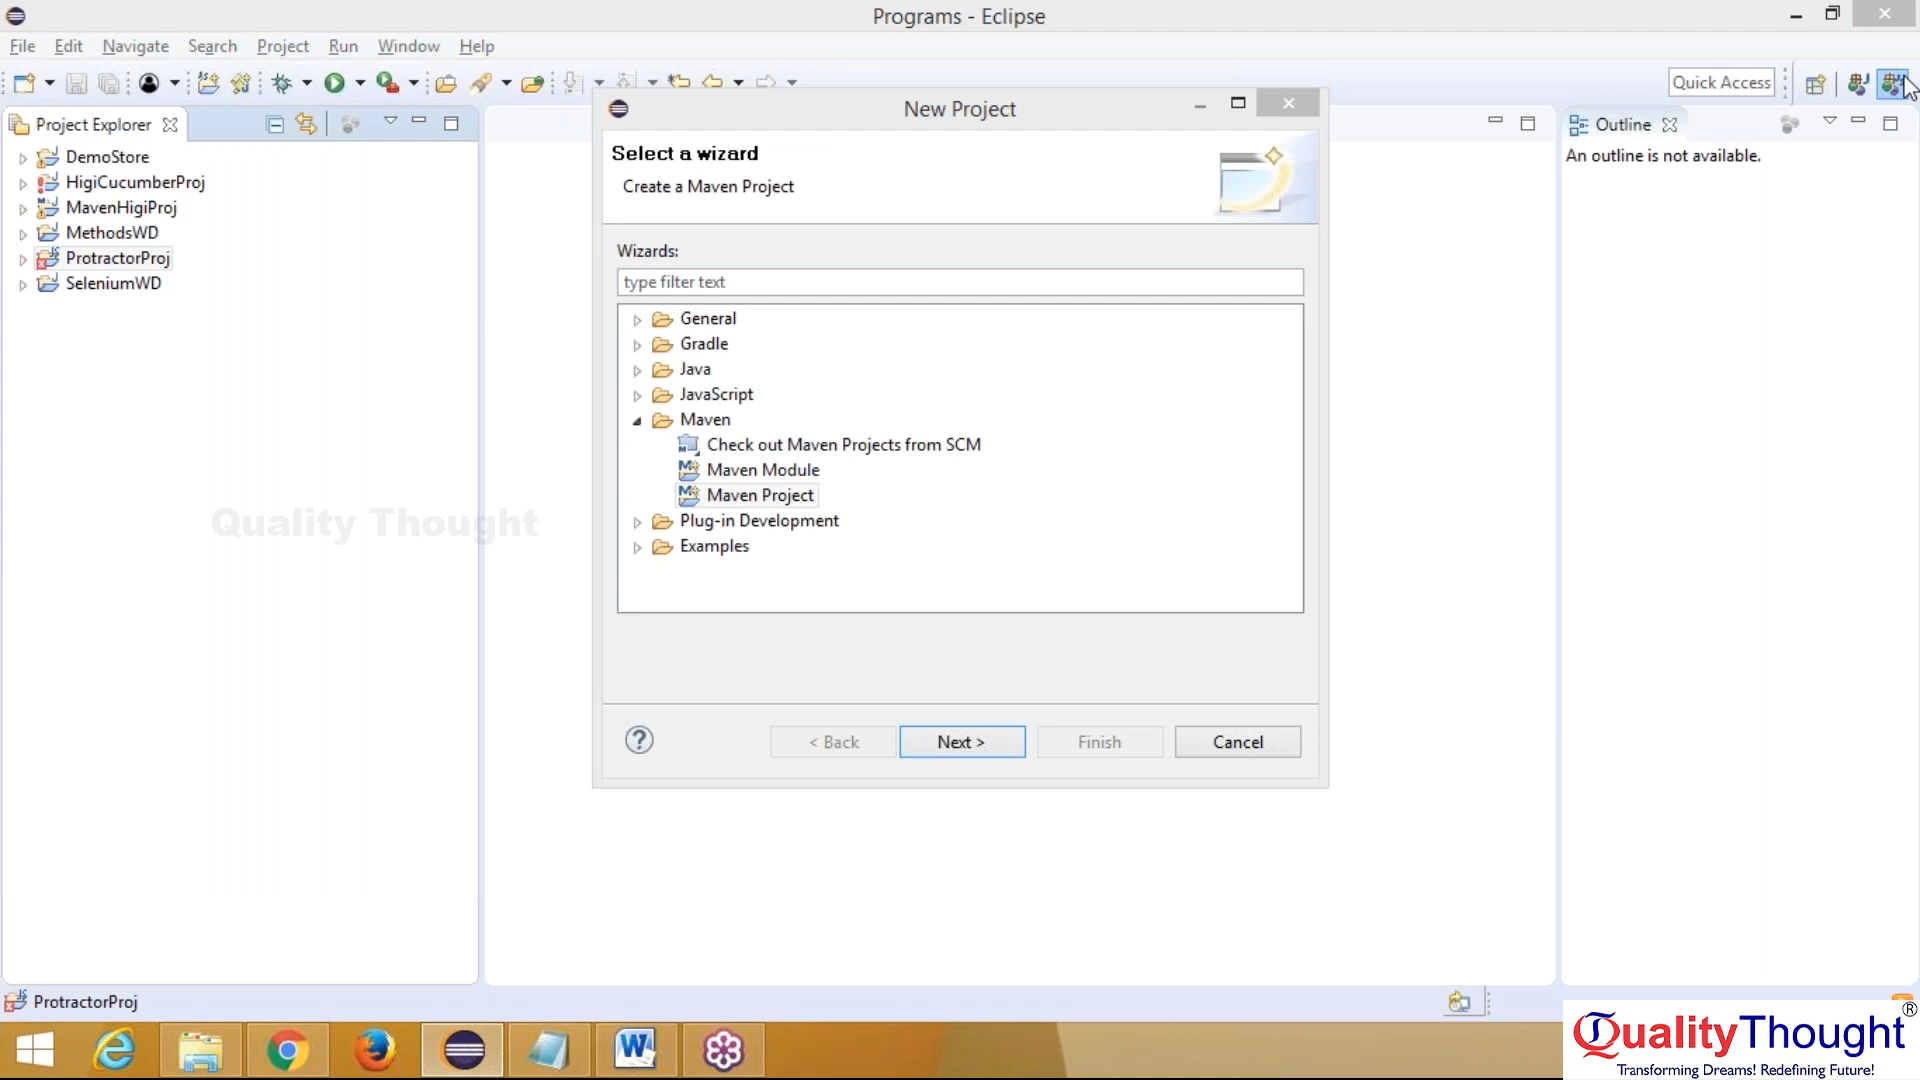 Programs - Eclipse
File Edit Navigate Search Project Run Window Help
Quick Access
Project Explorer
DemoStore
HigiCucumberProj
MavenHigiProj
MethodsWD
ProtractorProj
SeleniumWD
New Project
Select a wizard
Create a Maven Project
Wizards:
type filter text
General
Gradle
Java
JavaScript
Maven
Check out Maven Projects from SCM
Maven Module
Maven Project
Plug-in Development
Examples
< Back Next > Finish Cancel
Outline
An outline is not available.
Quality Thought
ProtractorProj
QualityThought®
Transforming Dreams! Redefining Future!